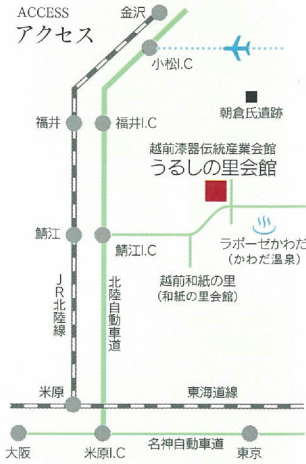 ACCESS
アクセス
金沢
小松I.C
朝倉氏遺跡
福井
福井I.C
越前漆器伝統産業会館
うるしの里会館
鯖江
鯖江I.C
ラポーゼかわだ
(かわだ温泉)
越前和紙の里
(和紙の里会館)
JR北陸線
北陸自動車道
米原
東海道線
名神自動車道
大阪
米原I.C
東京